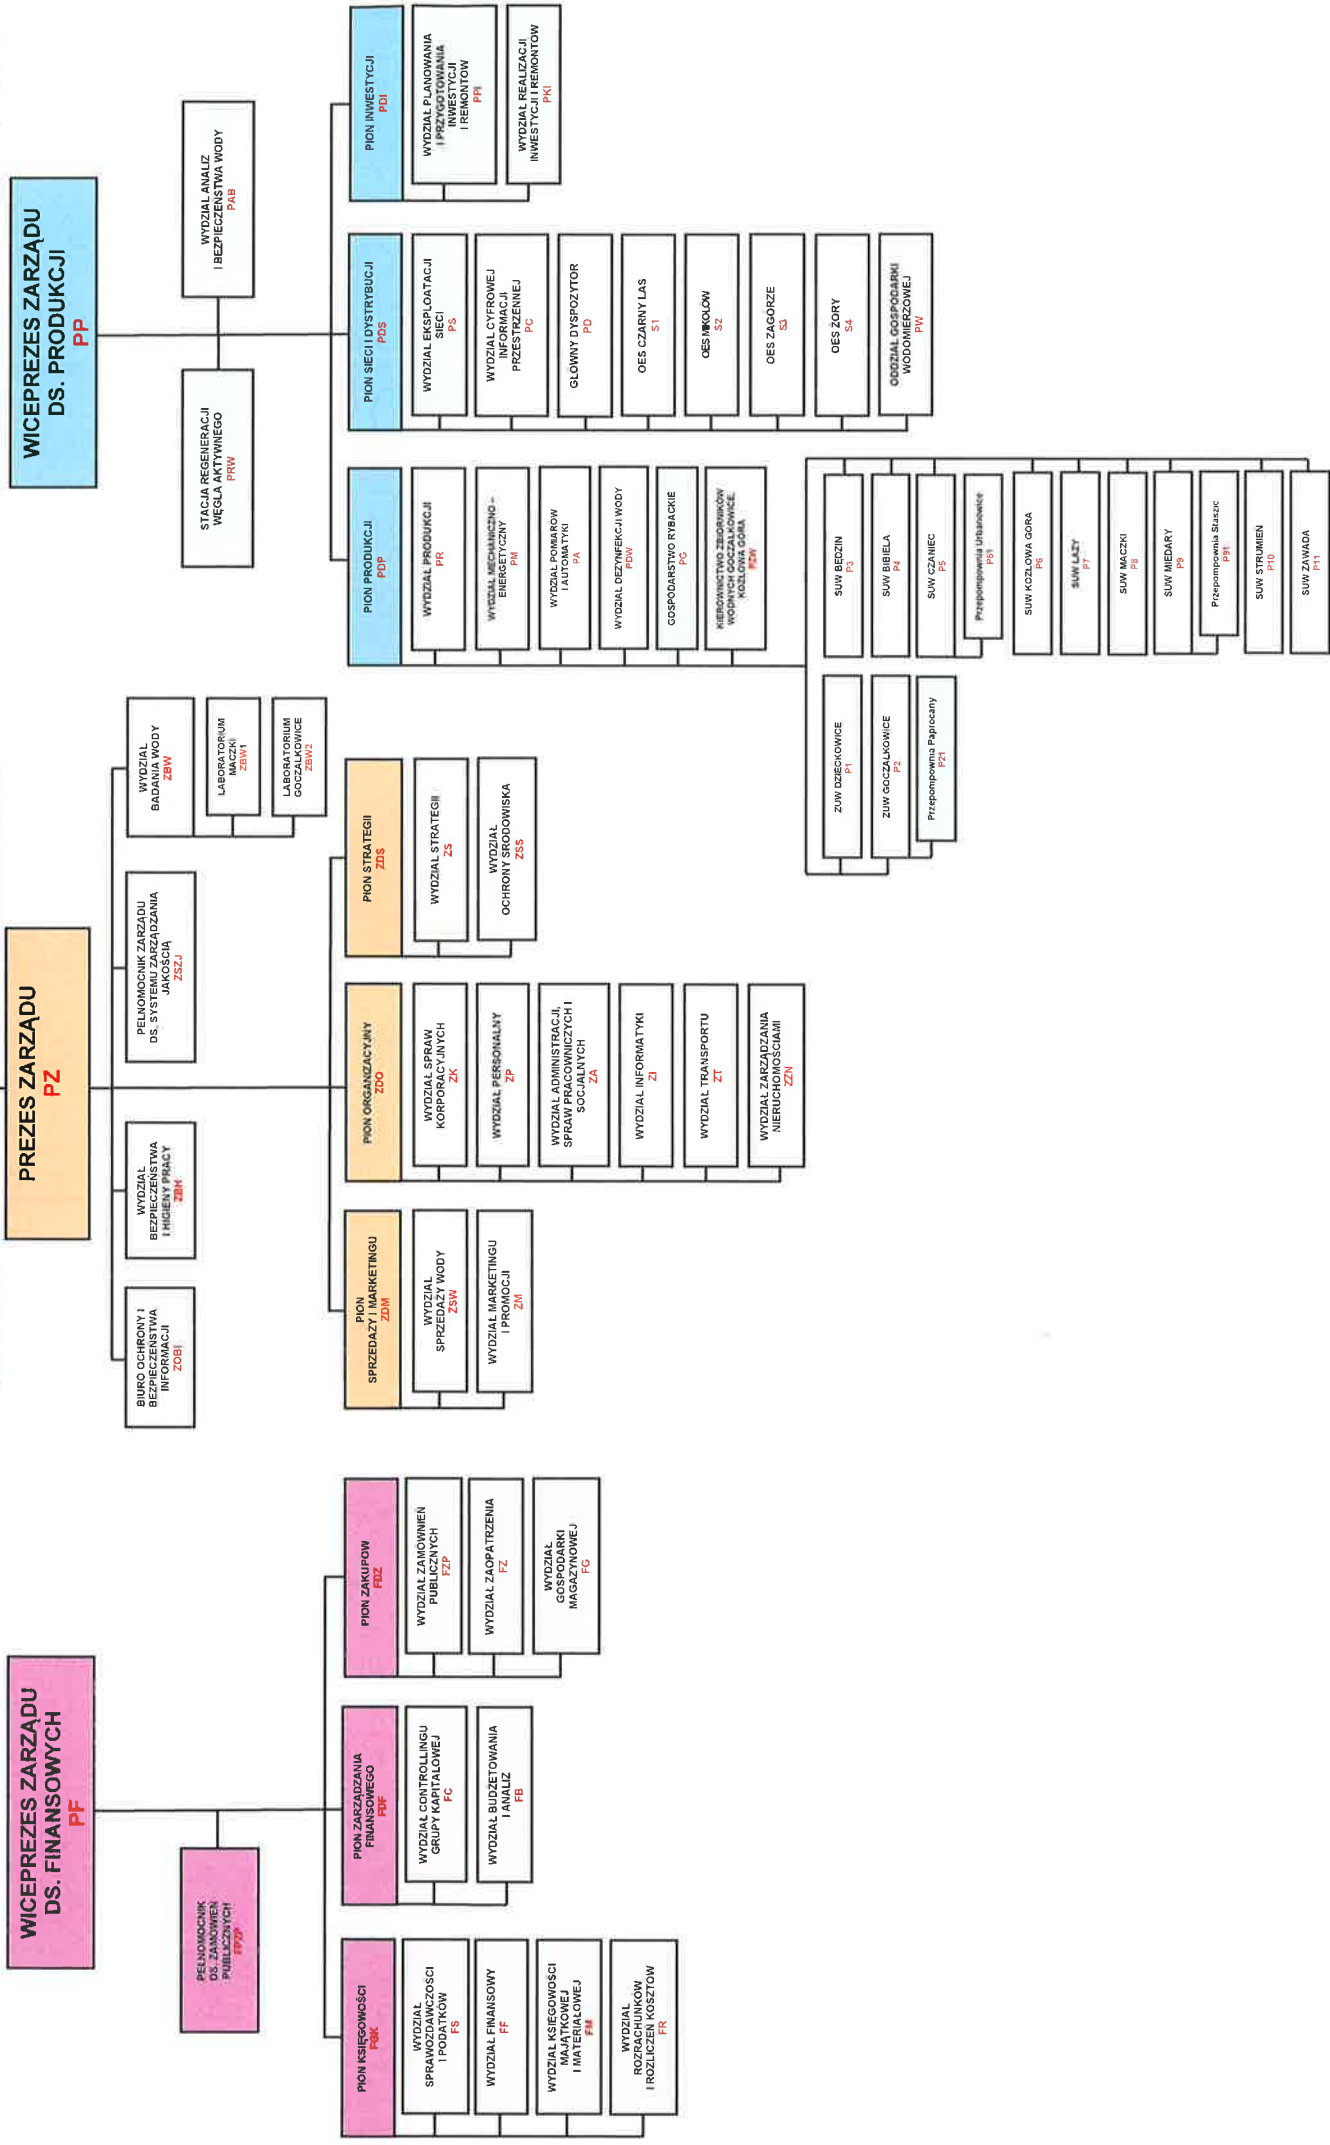 WICEPREZES ZARZĄDU
DS. FINANSOWYCH
PF
PEŁNOMOCNIK
DS. ZAMÓWIEŃ
PUBLICZNYCH
FPZP
PION KSIĘGOWOŚCI
FGK
WYDZIAŁ
SPRAWOZDAWCZOŚCI
I PODATKÓW
FS
WYDZIAŁ FINANSOWY
FF
WYDZIAŁ KSIĘGOWOŚCI
MAJĄTKOWEJ
I MATERIAŁOWEJ
FM
WYDZIAŁ
ROZRACHUNKÓW
I ROZLICZEŃ KOSZTÓW
FR
PION ZARZĄDZANIA
FINANSOWEGO
FDF
WYDZIAŁ CONTROLLINGU
GRUPY KAPITAŁOWEJ
FC
WYDZIAŁ BUDŻETOWANIA
I ANALIZ
FB
PION ZAKUPÓW
FDZ
WYDZIAŁ ZAMÓWIEŃ
PUBLICZNYCH
FZP
WYDZIAŁ ZAOPATRZENIA
FZ
WYDZIAŁ
GOSPODARKI
MAGAZYNOWEJ
FG
PREZES ZARZĄDU
PZ
BIURO OCHRONY I
BEZPIECZEŃSTWA
INFORMACJI
ZOBI
WYDZIAŁ
BEZPIECZEŃSTWA
I HIGIENY PRACY
ZBH
PEŁNOMOCNIK ZARZĄDU
DS. SYSTEMU ZARZĄDZANIA
JAKOŚCIĄ
ZSZJ
WYDZIAŁ
BADANIA WODY
ZBW
LABORATORIUM
MACZKI
ZBW1
LABORATORIUM
GOCZAŁKOWICE
ZBW2
PION
SPRZEDAŻY I MARKETINGU
ZDM
WYDZIAŁ
SPRZEDAŻY WODY
ZSW
WYDZIAŁ MARKETINGU
I PROMOCJI
ZM
PION ORGANIZACYJNY
ZDO
WYDZIAŁ SPRAW
KORPORACYJNYCH
ZK
WYDZIAŁ PERSONALNY
ZP
WYDZIAŁ ADMINISTRACJI,
SPRAW PRACOWNICZYCH I
SOCJALNYCH
ZA
WYDZIAŁ INFORMATYKI
ZI
WYDZIAŁ TRANSPORTU
ZT
WYDZIAŁ ZARZĄDZANIA
NIERUCHOMOŚCIAMI
ZZN
PION STRATEGII
ZDS
WYDZIAŁ STRATEGII
ZS
WYDZIAŁ
OCHRONY ŚRODOWISKA
ZSS
WICEPREZES ZARZĄDU
DS. PRODUKCJI
PP
STACJA REGENERACJI
WĘGLA AKTYWNEGO
PRW
WYDZIAŁ ANALIZ
I BEZPIECZEŃSTWA WODY
PAB
PION PRODUKCJI
PDP
WYDZIAŁ PRODUKCJI
PR
WYDZIAŁ MECHANICZNO –
ENERGETYCZNY
PM
WYDZIAŁ POMIARÓW
I AUTOMATYKI
PA
WYDZIAŁ DEZYNFEKCJI WODY
PDW
GOSPODARSTWO RYBACKIE
PG
KIEROWNICTWO ZBIORNIKÓW
WODNYCH GOCZAŁKOWICE,
KOZŁOWA GÓRA
PZW
ZUW DZIEĆKOWICE
P1
ZUW GOCZAŁKOWICE
P2
Przepompownia Paprocany
P21
SUW BĘDZIN
P3
SUW BIBIELA
P4
SUW CZANIEC
P5
Przepompownia Urbanowice
P51
SUW KOZŁOWA GÓRA
P6
SUW ŁAZY
P7
SUW MACZKI
P8
SUW MIEDARY
P9
Przepompownia Staszic
P91
SUW STRUMIEŃ
P10
SUW ZAWADA
P11
PION SIECI I DYSTRYBUCJI
PDS
WYDZIAŁ EKSPLOATACJI
SIECI
PS
WYDZIAŁ CYFROWEJ
INFORMACJI
PRZESTRZENNEJ
PC
GŁÓWNY DYSPOZYTOR
PD
OES CZARNY LAS
S1
OES MIKOŁÓW
S2
OES ZAGÓRZE
S3
OES ŻORY
S4
ODDZIAŁ GOSPODARKI
WODOMIERZOWEJ
PW
PION INWESTYCJI
PDI
WYDZIAŁ PLANOWANIA
I PRZYGOTOWANIA
INWESTYCJI
I REMONTÓW
PPI
WYDZIAŁ REALIZACJI
INWESTYCJI I REMONTÓW
PKI